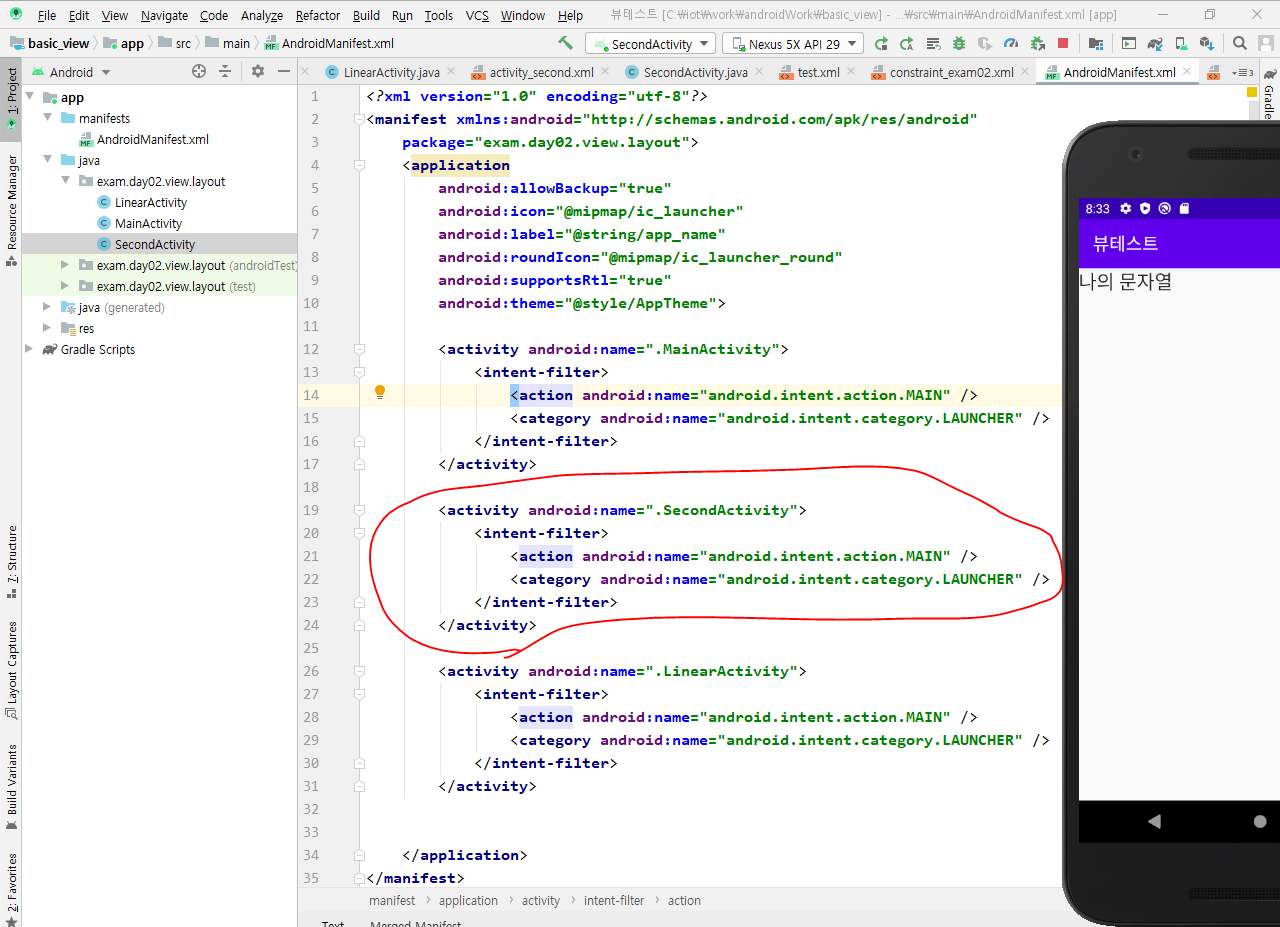 File Edit View Navigate Code Analyze Refactor Build Run Tools VCS Window Help 뷰테스트 [C:₩iot₩work₩androidWork₩basic_view] - ...₩src₩main₩AndroidManifest.xml [app]
basic_view app src main AndroidManifest.xml SecondActivity Nexus 5X API 29
Android LinearActivity.java activity_second.xml SecondActivity.java test.xml constraint_exam02.xml AndroidManifest.xml 3
1: Project
Resource Manager
7: Structure
Layout Captures
Build Variants
2: Favorites
Gradle
app
manifests
AndroidManifest.xml
java
exam.day02.view.layout
LinearActivity
MainActivity
SecondActivity
exam.day02.view.layout (androidTest)
exam.day02.view.layout (test)
java (generated)
res
Gradle Scripts
1 <?xml version="1.0" encoding="utf-8"?>
2 <manifest xmlns:android="http://schemas.android.com/apk/res/android"
3 package="exam.day02.view.layout">
4 <application
5 android:allowBackup="true"
6 android:icon="@mipmap/ic_launcher"
7 android:label="@string/app_name"
8 android:roundIcon="@mipmap/ic_launcher_round"
9 android:supportsRtl="true"
10 android:theme="@style/AppTheme">
11
12 <activity android:name=".MainActivity">
13 <intent-filter>
14 <action android:name="android.intent.action.MAIN" />
15 <category android:name="android.intent.category.LAUNCHER" />
16 </intent-filter>
17 </activity>
18
19 <activity android:name=".SecondActivity">
20 <intent-filter>
21 <action android:name="android.intent.action.MAIN" />
22 <category android:name="android.intent.category.LAUNCHER" />
23 </intent-filter>
24 </activity>
25
26 <activity android:name=".LinearActivity">
27 <intent-filter>
28 <action android:name="android.intent.action.MAIN" />
29 <category android:name="android.intent.category.LAUNCHER" />
30 </intent-filter>
31 </activity>
32
33
34 </application>
35 </manifest>
manifest application activity intent-filter action
Text Merged Manifest
8:33
뷰테스트
나의 문자열